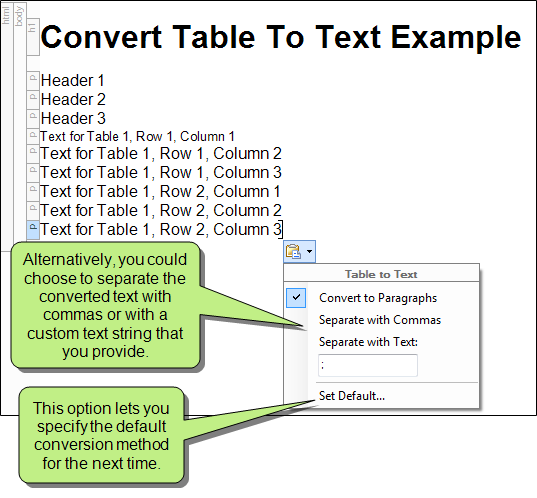 html
body
h1
Convert Table To Text Example
p
Header 1
p
Header 2
p
Header 3
p
Text for Table 1, Row 1, Column 1
p
Text for Table 1, Row 1, Column 2
p
Text for Table 1, Row 1, Column 3
p
Text for Table 1, Row 2, Column 1
p
Text for Table 1, Row 2, Column 2
p
Text for Table 1, Row 2, Column 3
Alternatively, you could
choose to separate the
converted text with
commas or with a
custom text string that
you provide.
Table to Text
Convert to Paragraphs
Separate with Commas
Separate with Text:
;
Set Default...
This option lets you
specify the default
conversion method
for the next time.